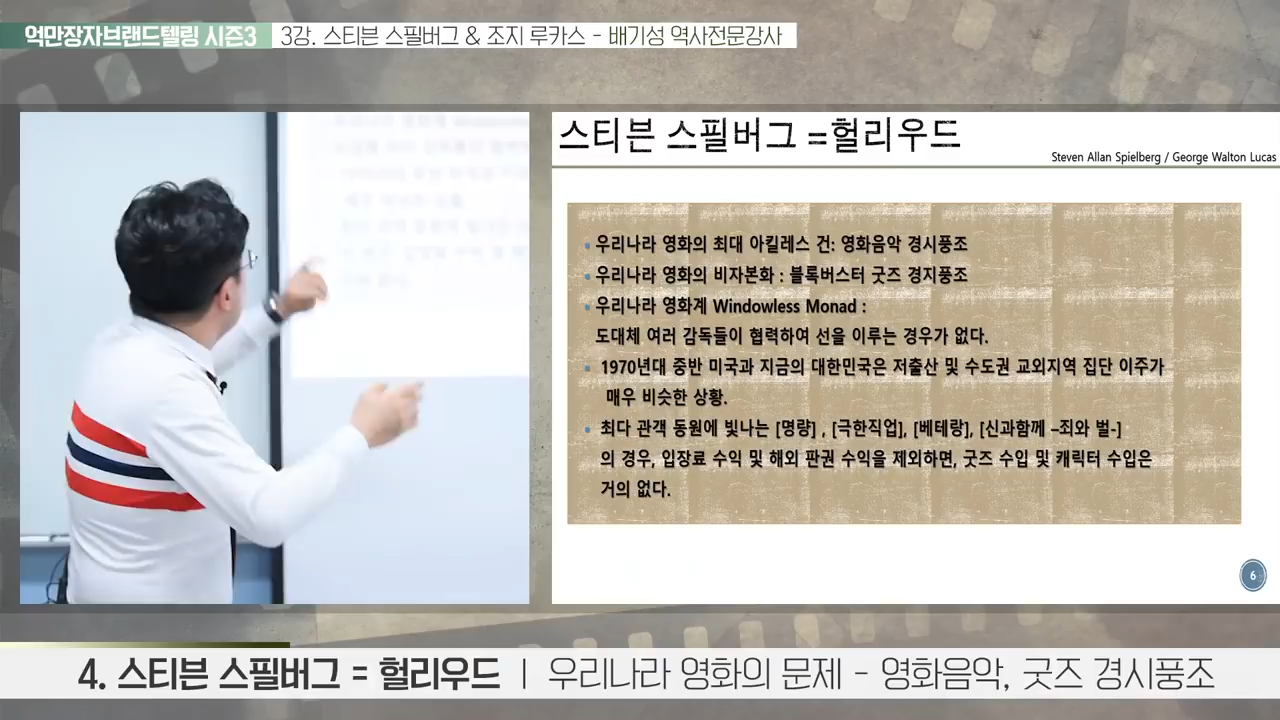 억만장자브랜드텔링 시즌3
3강. 스티븐 스필버그 & 조지 루카스 - 배기성 역사전문강사
스티븐 스필버그 =헐리우드
Steven Allan Spielberg / George Walton Lucas
우리나라 영화의 최대 아킬레스 건: 영화음악 경시풍조
우리나라 영화의 비자본화 : 블록버스터 굿즈 경지풍조
우리나라 영화계 Windowless Monad :
도대체 여러 감독들이 협력하여 선을 이루는 경우가 없다.
1970년대 중반 미국과 지금의 대한민국은 저출산 및 수도권 교외지역 집단 이주가
매우 비슷한 상황.
최다 관객 동원에 빛나는 [명량] , [극한직업], [베테랑], [신과함께 –죄와 벌-]
의 경우, 입장료 수익 및 해외 판권 수익을 제외하면, 굿즈 수입 및 캐릭터 수입은
거의 없다.
6
4. 스티븐 스필버그 = 헐리우드 | 우리나라 영화의 문제 - 영화음악, 굿즈 경시풍조